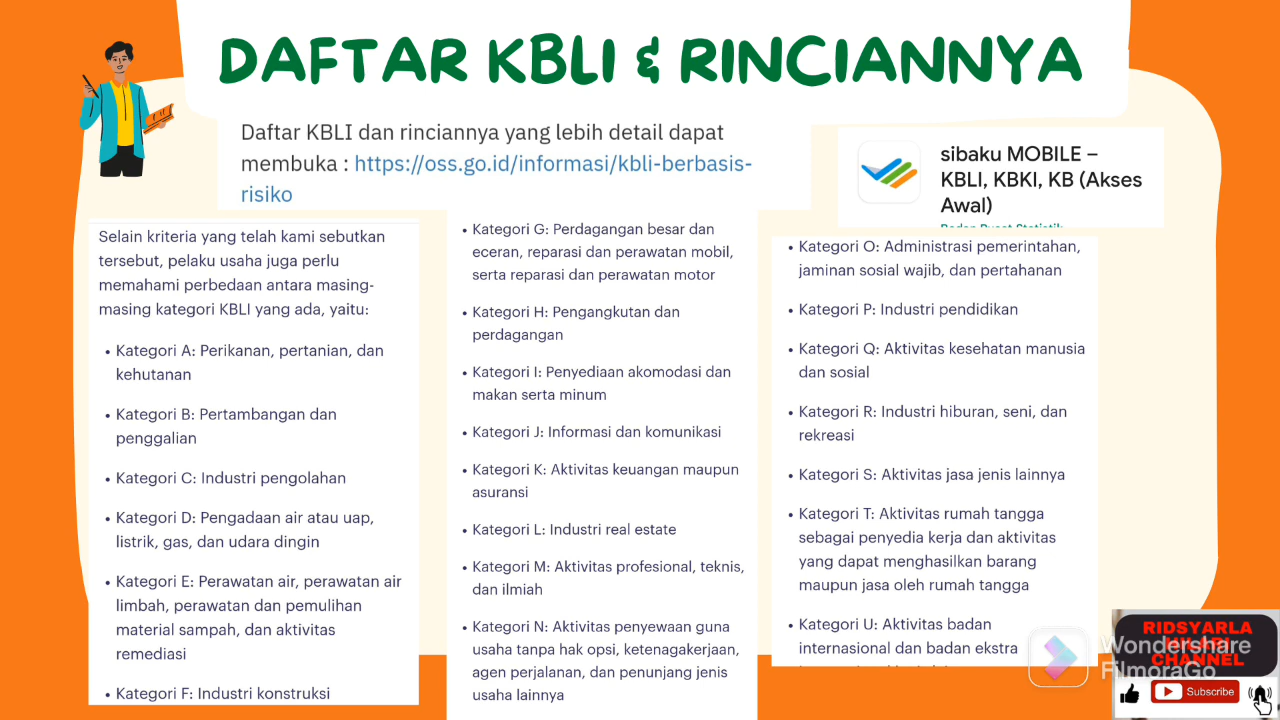 DAFTAR KBLI & RINCIANNYA
Daftar KBLI dan rinciannya yang lebih detail dapat
membuka : https://oss.go.id/informasi/kbli-berbasis-
risiko
sibaku MOBILE –
KBLI, KBKI, KB (Akses
Awal)
Badan Pusat Statistik
Selain kriteria yang telah kami sebutkan
tersebut, pelaku usaha juga perlu
memahami perbedaan antara masing-
masing kategori KBLI yang ada, yaitu:
• Kategori A: Perikanan, pertanian, dan
kehutanan
• Kategori B: Pertambangan dan
penggalian
• Kategori C: Industri pengolahan
• Kategori D: Pengadaan air atau uap,
listrik, gas, dan udara dingin
• Kategori E: Perawatan air, perawatan air
limbah, perawatan dan pemulihan
material sampah, dan aktivitas
remediasi
• Kategori F: Industri konstruksi
• Kategori G: Perdagangan besar dan
eceran, reparasi dan perawatan mobil,
serta reparasi dan perawatan motor
• Kategori H: Pengangkutan dan
perdagangan
• Kategori I: Penyediaan akomodasi dan
makan serta minum
• Kategori J: Informasi dan komunikasi
• Kategori K: Aktivitas keuangan maupun
asuransi
• Kategori L: Industri real estate
• Kategori M: Aktivitas profesional, teknis,
dan ilmiah
• Kategori N: Aktivitas penyewaan guna
usaha tanpa hak opsi, ketenagakerjaan,
agen perjalanan, dan penunjang jenis
usaha lainnya
• Kategori O: Administrasi pemerintahan,
jaminan sosial wajib, dan pertahanan
• Kategori P: Industri pendidikan
• Kategori Q: Aktivitas kesehatan manusia
dan sosial
• Kategori R: Industri hiburan, seni, dan
rekreasi
• Kategori S: Aktivitas jasa jenis lainnya
• Kategori T: Aktivitas rumah tangga
sebagai penyedia kerja dan aktivitas
yang dapat menghasilkan barang
maupun jasa oleh rumah tangga
• Kategori U: Aktivitas badan
internasional dan badan ekstra
RIDSYARLA
CHANNEL
Wondershare
FilmoraGo
Subscribe